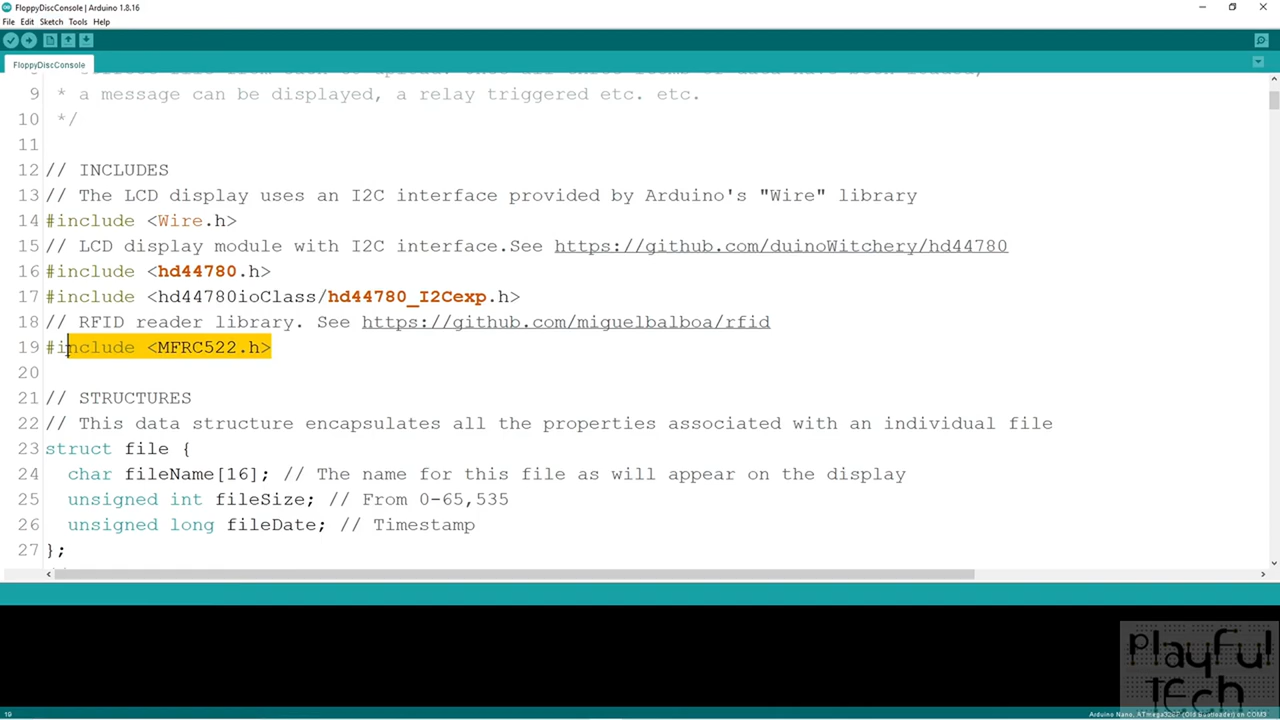 FloppyDiscConsole | Arduino 1.8.16
File Edit Sketch Tools Help
FloppyDiscConsole
9 * a message can be displayed, a relay triggered etc. etc.
10 */
11
12 // INCLUDES
13 // The LCD display uses an I2C interface provided by Arduino's "Wire" library
14 #include <Wire.h>
15 // LCD display module with I2C interface.See https://github.com/duinoWitchery/hd44780
16 #include <hd44780.h>
17 #include <hd44780ioClass/hd44780_I2Cexp.h>
18 // RFID reader library. See https://github.com/miguelbalboa/rfid
19 #include <MFRC522.h>
20
21 // STRUCTURES
22 // This data structure encapsulates all the properties associated with an individual file
23 struct file {
24 char fileName[16]; // The name for this file as will appear on the display
25 unsigned int fileSize; // From 0-65,535
26 unsigned long fileDate; // Timestamp
27 };
Playful
Tech
19
Arduino Nano, on COM3